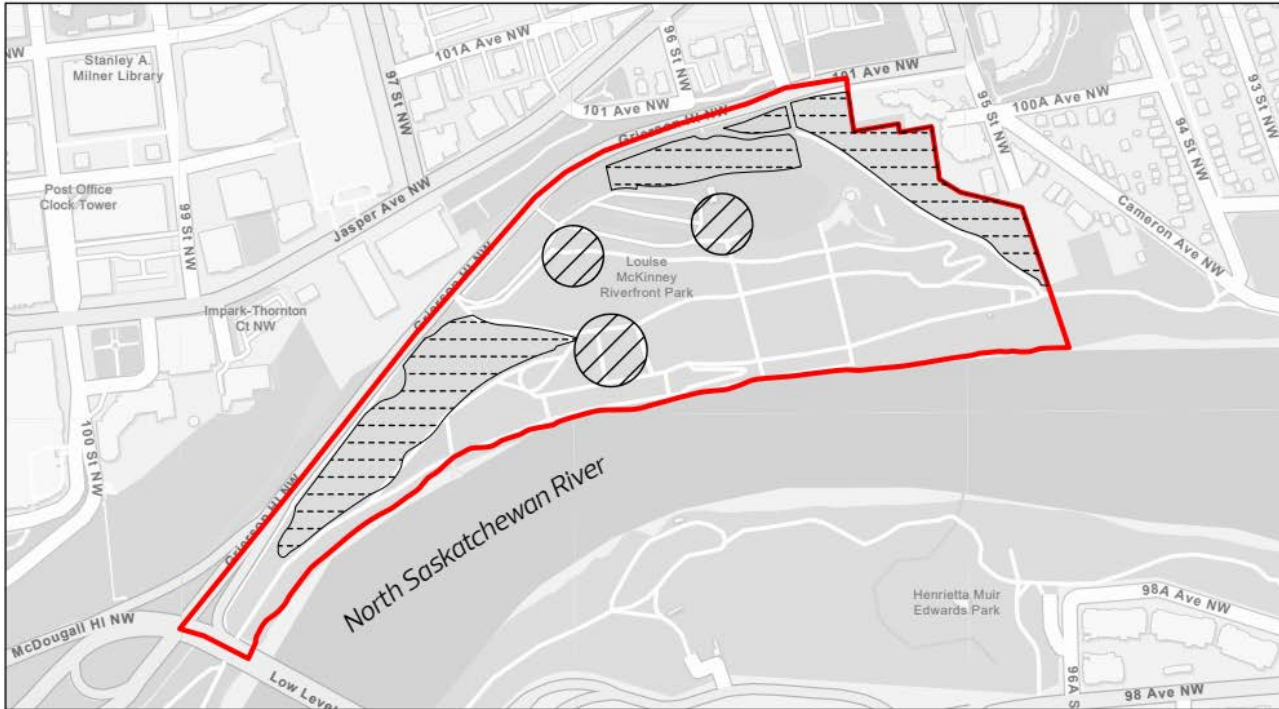 NW
Stanley A.
Milner Library
101A Ave NW
96 St NW
97 St NW
101 Ave NW
101 Ave NW
Grierson Hl NW
95 St NW
100A Ave NW
94 St NW
93 St NW
Post Office
Clock Tower
99 St NW
Jasper Ave NW
Cameron Ave NW
Louise
McKinney
Riverfront Park
Impark-Thornton
Ct NW
Grierson Hl NW
100 St NW
Grierson Hl NW
North Saskatchewan River
Henrietta Muir
Edwards Park
98A Ave NW
McDougall Hl NW
Low Level
96A S
98 Ave NW